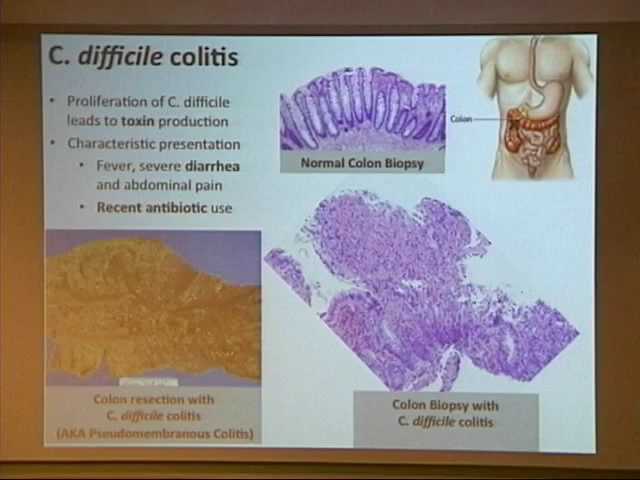 C. difficile colitis
• Proliferation of C. difficile
leads to toxin production
• Characteristic presentation
• Fever, severe diarrhea
and abdominal pain
• Recent antibiotic use
Normal Colon Biopsy
Colon
Colon resection with
C. difficile colitis
(AKA Pseudomembranous Colitis)
Colon Biopsy with
C. difficile colitis